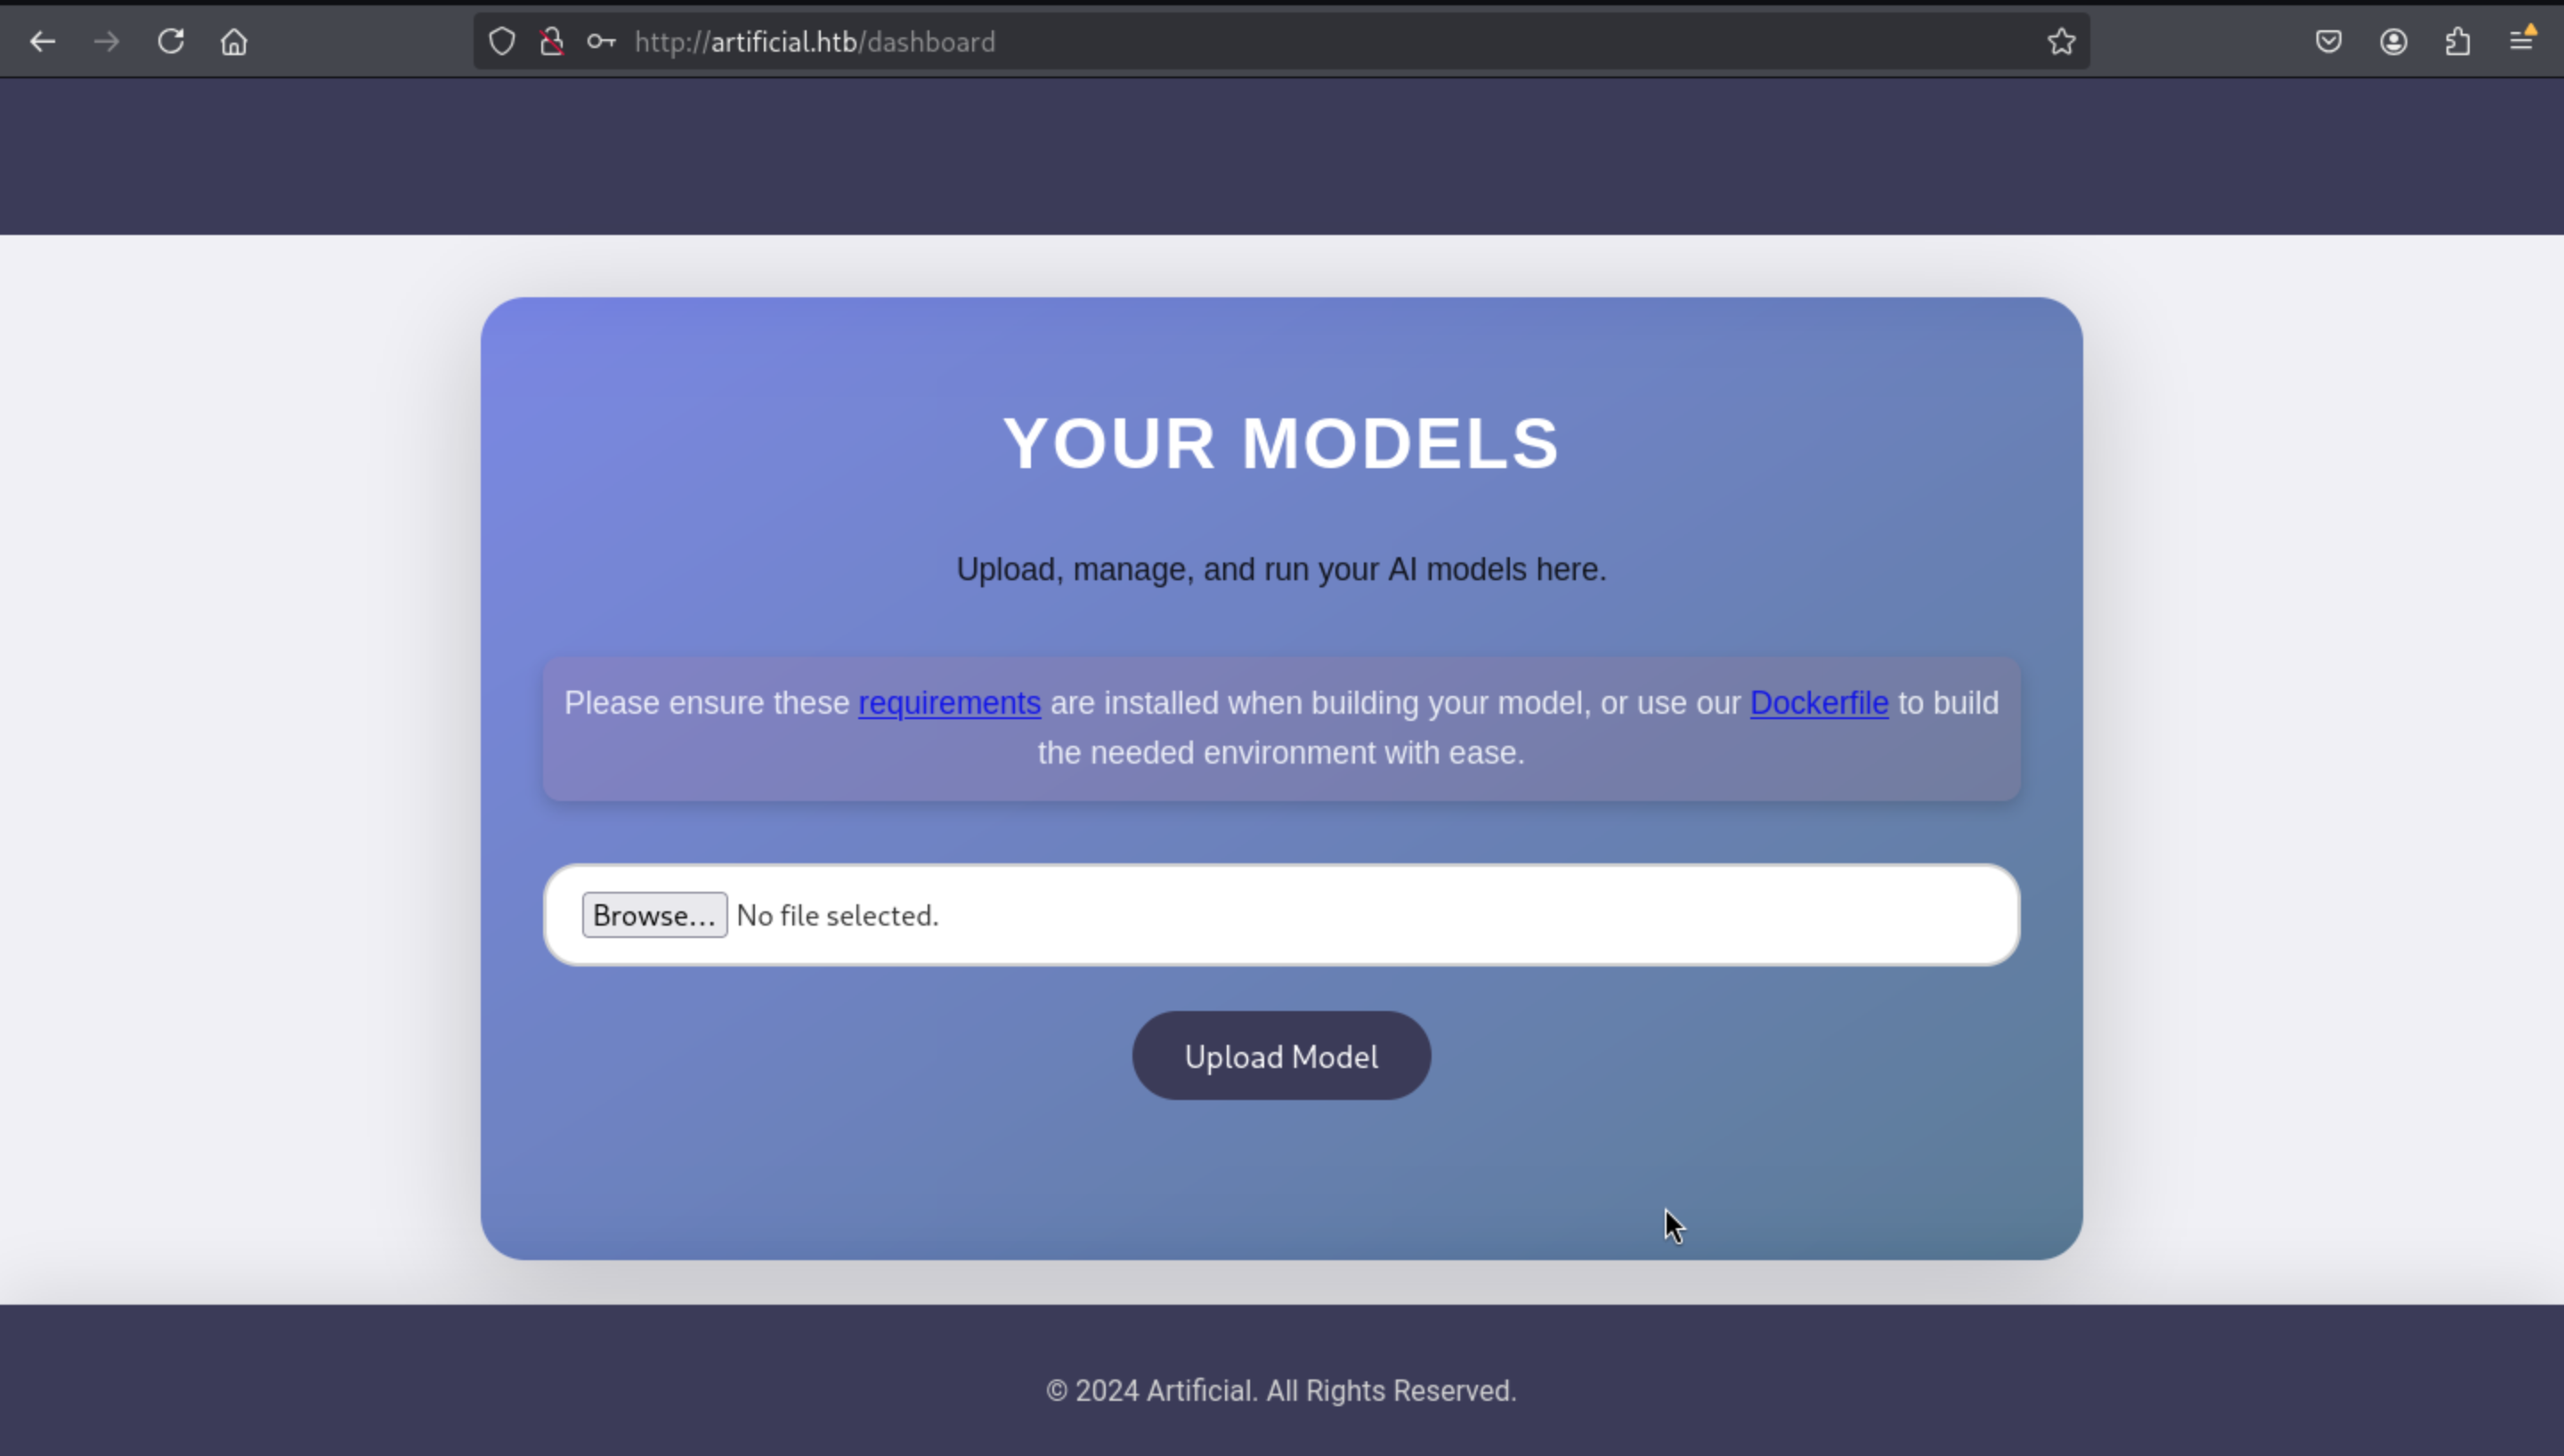 http://artificial.htb/dashboard
YOUR MODELS
Upload, manage, and run your AI models here.
Please ensure these requirements are installed when building your model, or use our Dockerfile to build
the needed environment with ease.
Browse... No file selected.
Upload Model
© 2024 Artificial. All Rights Reserved.